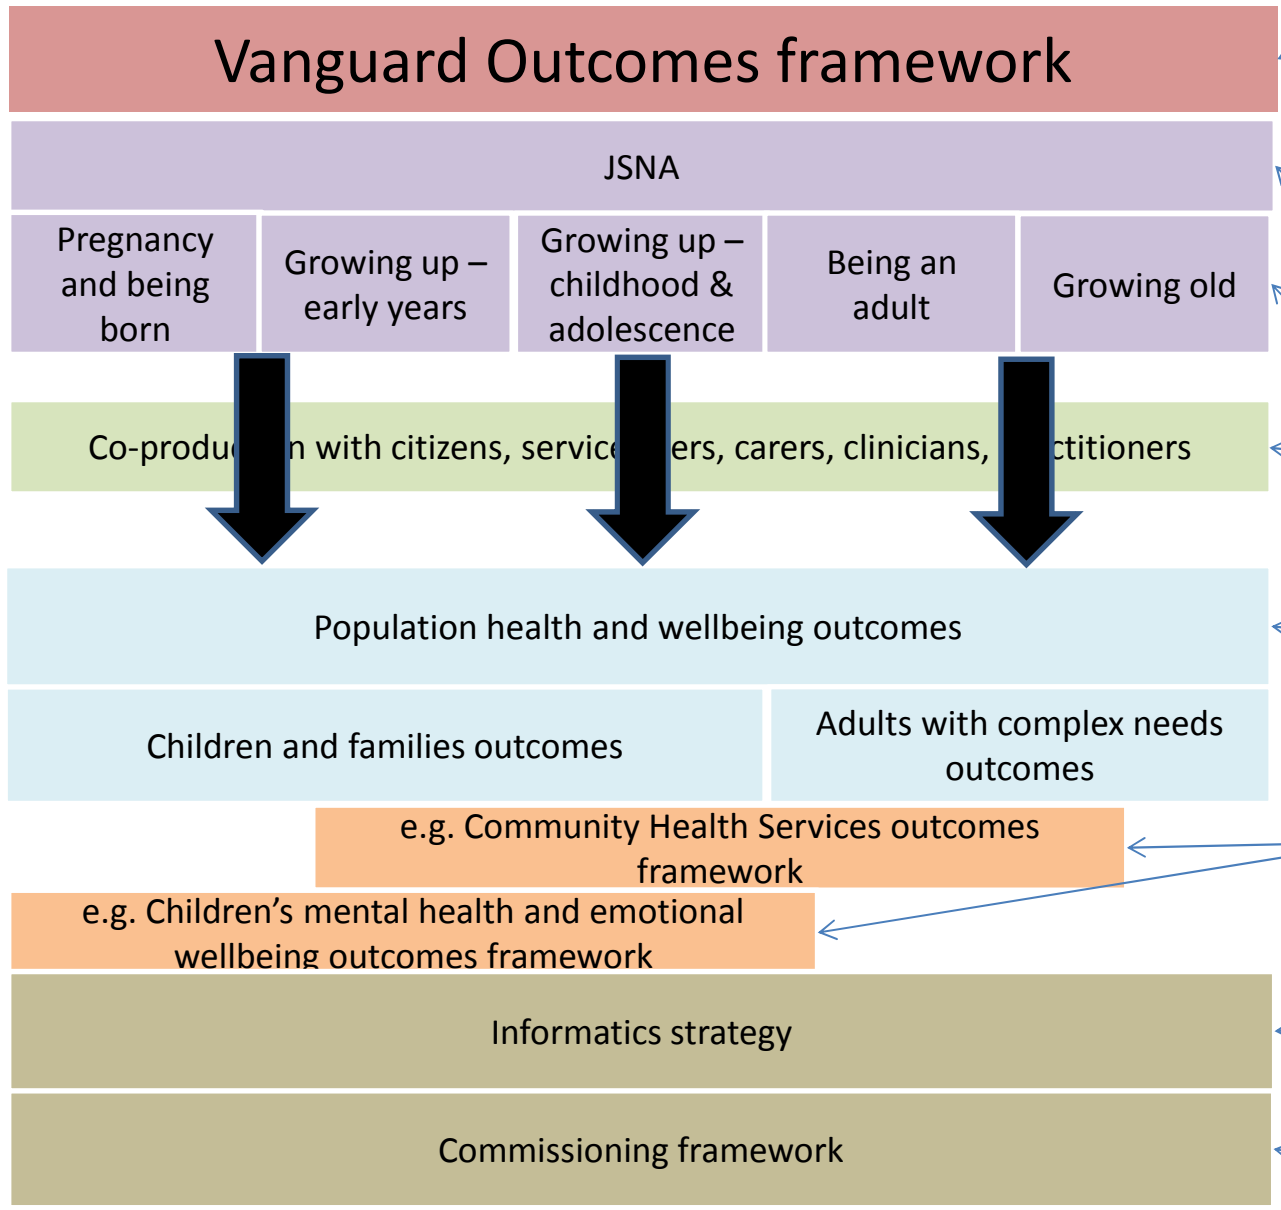 Vanguard Outcomes framework
JSNA
Pregnancy
and being
born
Growing up –
early years
Growing up –
childhood &
adolescence
Being an
adult
Growing old
Co-produ n with citizens, service ers, carers, clinicians, ctitioners
Population health and wellbeing outcomes
Children and families outcomes
Adults with complex needs
outcomes
e.g. Community Health Services outcomes
framework
e.g. Children’s mental health and emotional
wellbeing outcomes framework
Informatics strategy
Commissioning framework